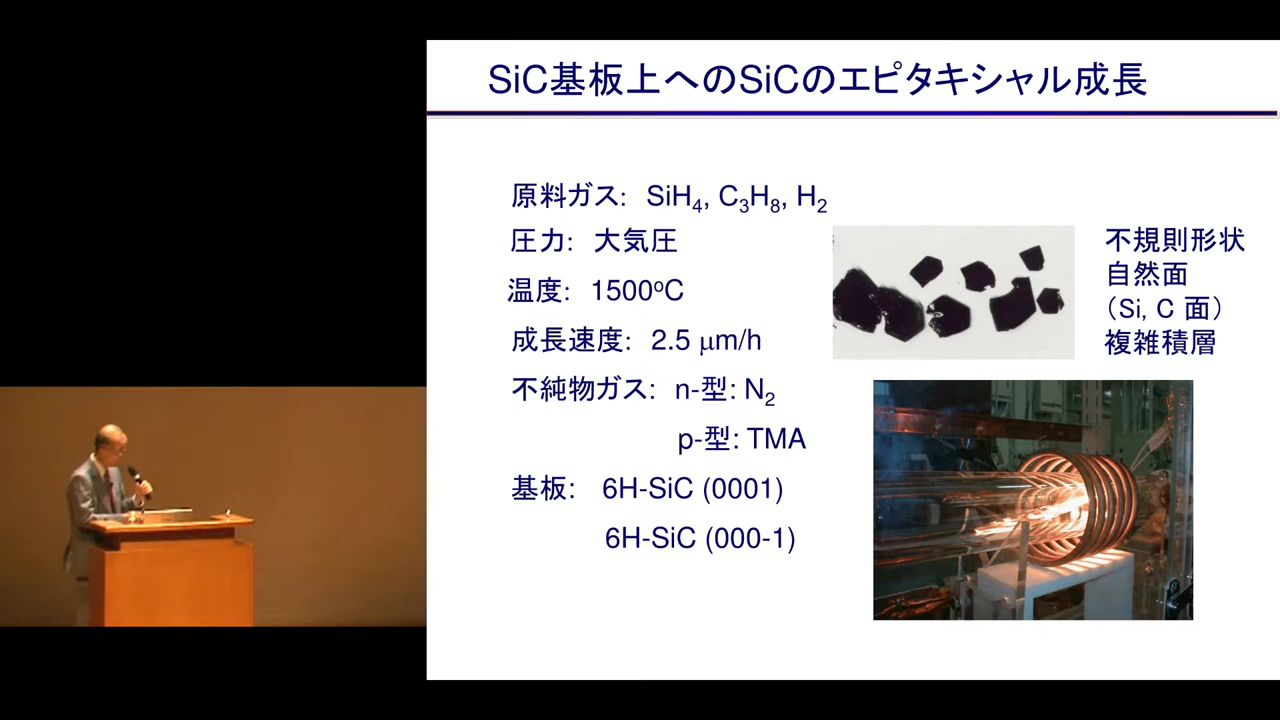 SiC基板上へのSiCのエピタキシャル成長
原料ガス: SiH4, C3H8, H2
圧力: 大気圧
温度: 1500oC
成長速度: 2.5 μm/h
不純物ガス: n-型: N2
p-型: TMA
基板: 6H-SiC (0001)
6H-SiC (000-1)
不規則形状
自然面
(Si, C 面)
複雑積層